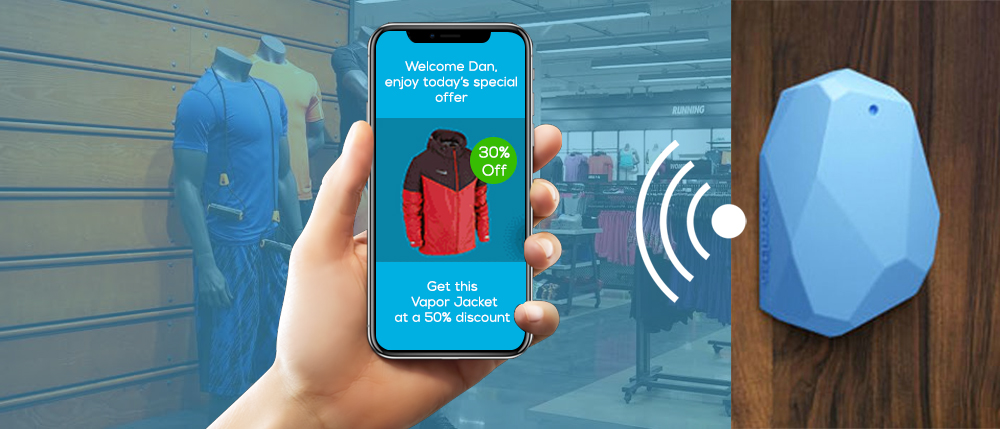 Welcome Dan,
enjoy today's special
offer
30%
Off
Get this
Vapor Jacket
at a 50% discount
RUNNING